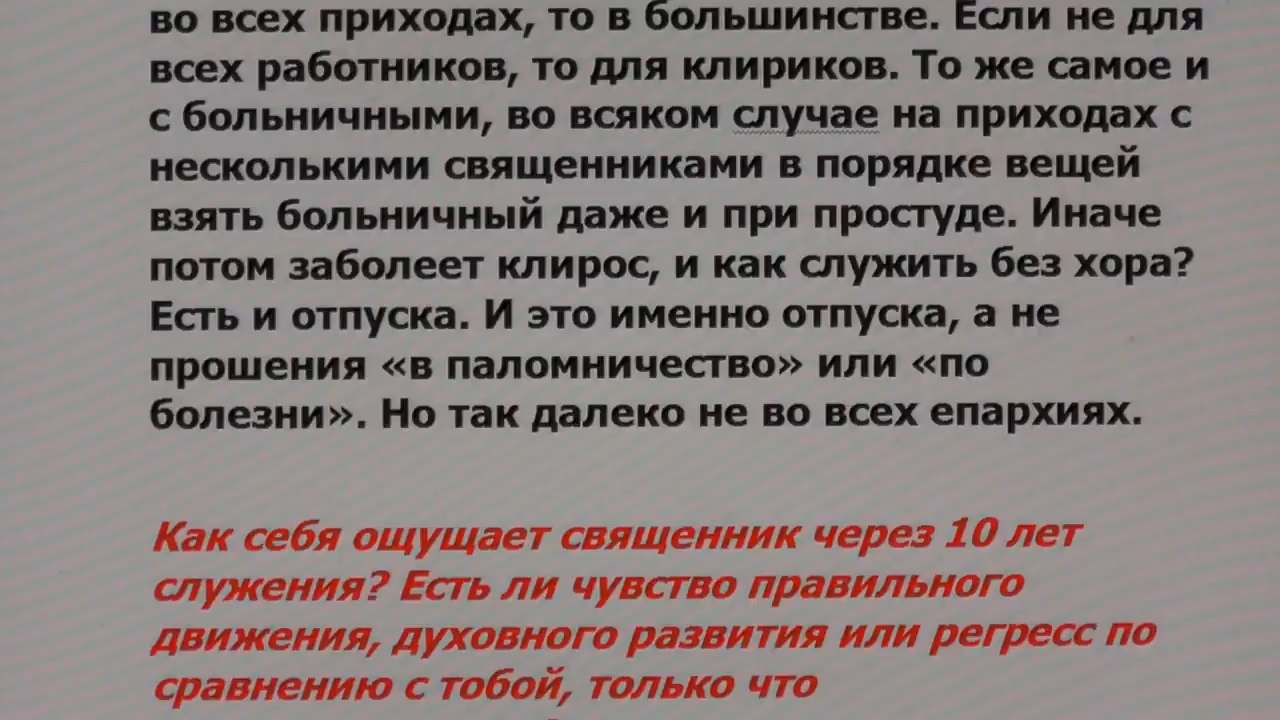 во всех приходах, то в большинстве. Если не для
всех работников, то для клириков. То же самое и
с больничными, во всяком случае на приходах с
несколькими священниками в порядке вещей
взять больничный даже и при простуде. Иначе
потом заболеет клирос, и как служить без хора?
Есть и отпуска. И это именно отпуска, а не
прошения «в паломничество» или «по
болезни». Но так далеко не во всех епархиях.
Как себя ощущает священник через 10 лет
служения? Есть ли чувство правильного
движения, духовного развития или регресс по
сравнению с тобой, только что